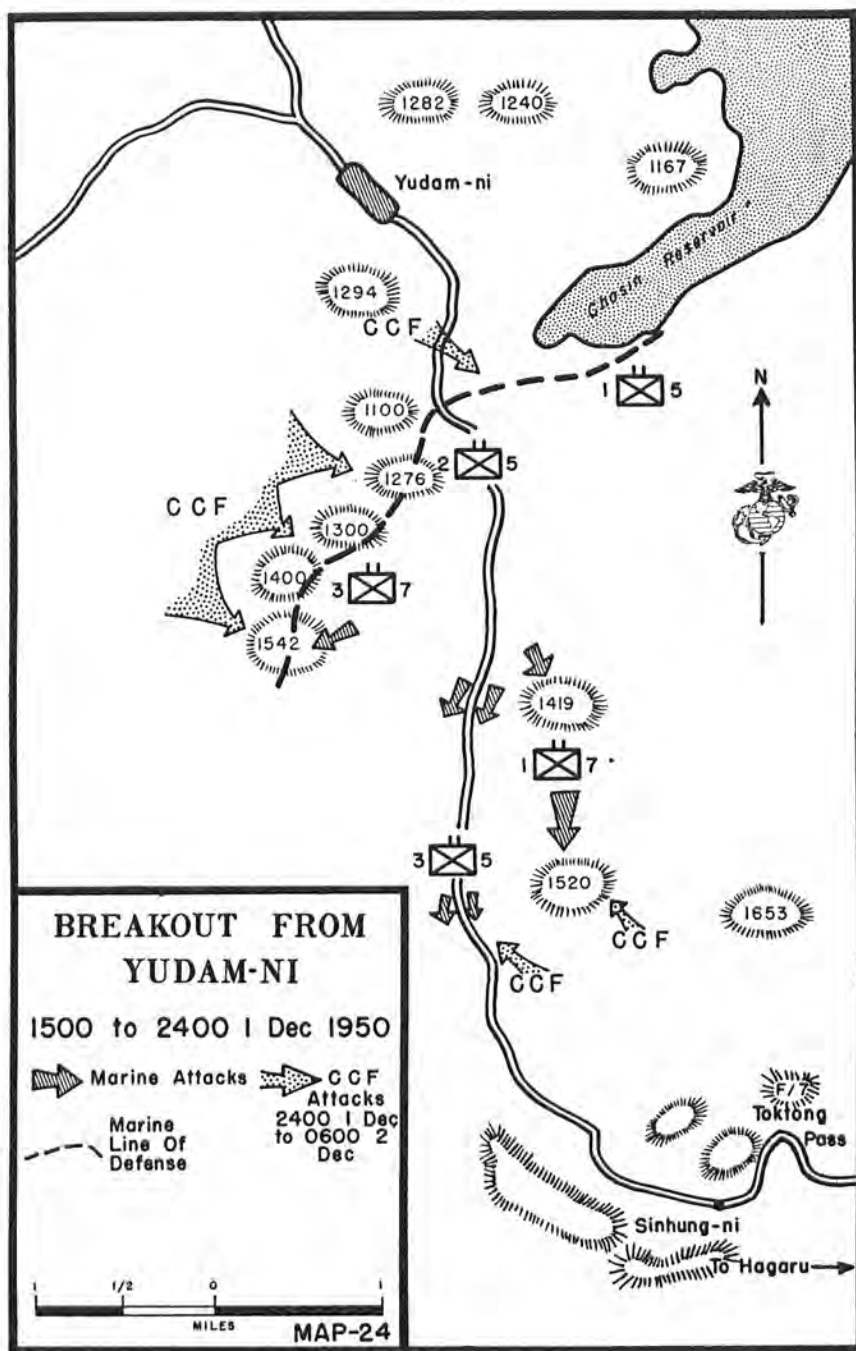 1282
1240
1167
Yudam-ni
Chosin Reservoir
1294
CCF
1 5
N
1100
2 5
1276
CCF
1300
1400
3 7
1542
1419
1 7
3 5
1520
1653
CCF
CCF
BREAKOUT FROM
YUDAM-NI
1500 to 2400 1 Dec 1950
Marine Attacks
CCF
Attacks
2400 1 Dec
to 0600 2
Dec
Marine
Line Of
Defense
1 1/2 0 1
MILES
MAP-24
F/7
Toktong
Pass
Sinhung-ni
To Hagaru